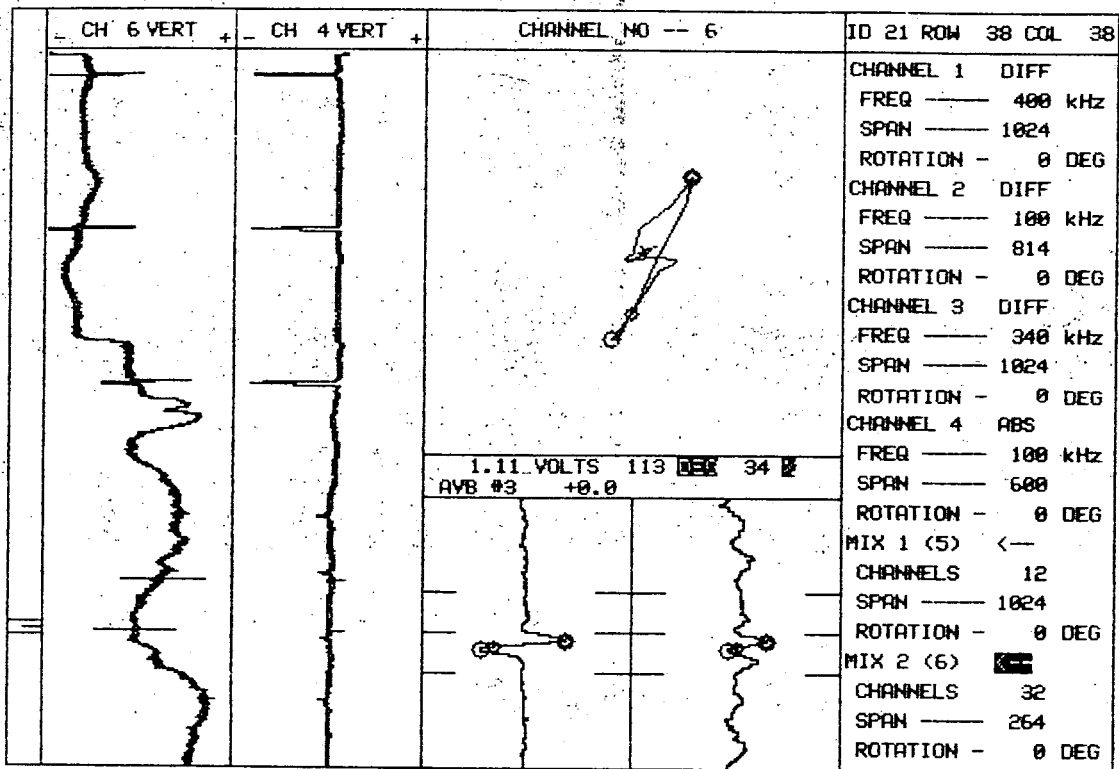 - CH 6 VERT +
- CH 4 VERT +
CHANNEL NO -- 6
1.11 VOLTS 113 DEG 34 %
AVB #3 +0.0
ID 21 ROW 38 COL 38
CHANNEL 1 DIFF
FREQ ----- 400 kHz
SPAN ----- 1024
ROTATION - 0 DEG
CHANNEL 2 DIFF
FREQ ----- 100 kHz
SPAN ----- 814
ROTATION - 0 DEG
CHANNEL 3 DIFF
FREQ ----- 340 kHz
SPAN ----- 1024
ROTATION - 0 DEG
CHANNEL 4 ABS
FREQ ----- 100 kHz
SPAN ----- 600
ROTATION - 0 DEG
MIX 1 (5) <--
CHANNELS 12
SPAN ----- 1024
ROTATION - 0 DEG
MIX 2 (6) <--
CHANNELS 32
SPAN ----- 264
ROTATION - 0 DEG